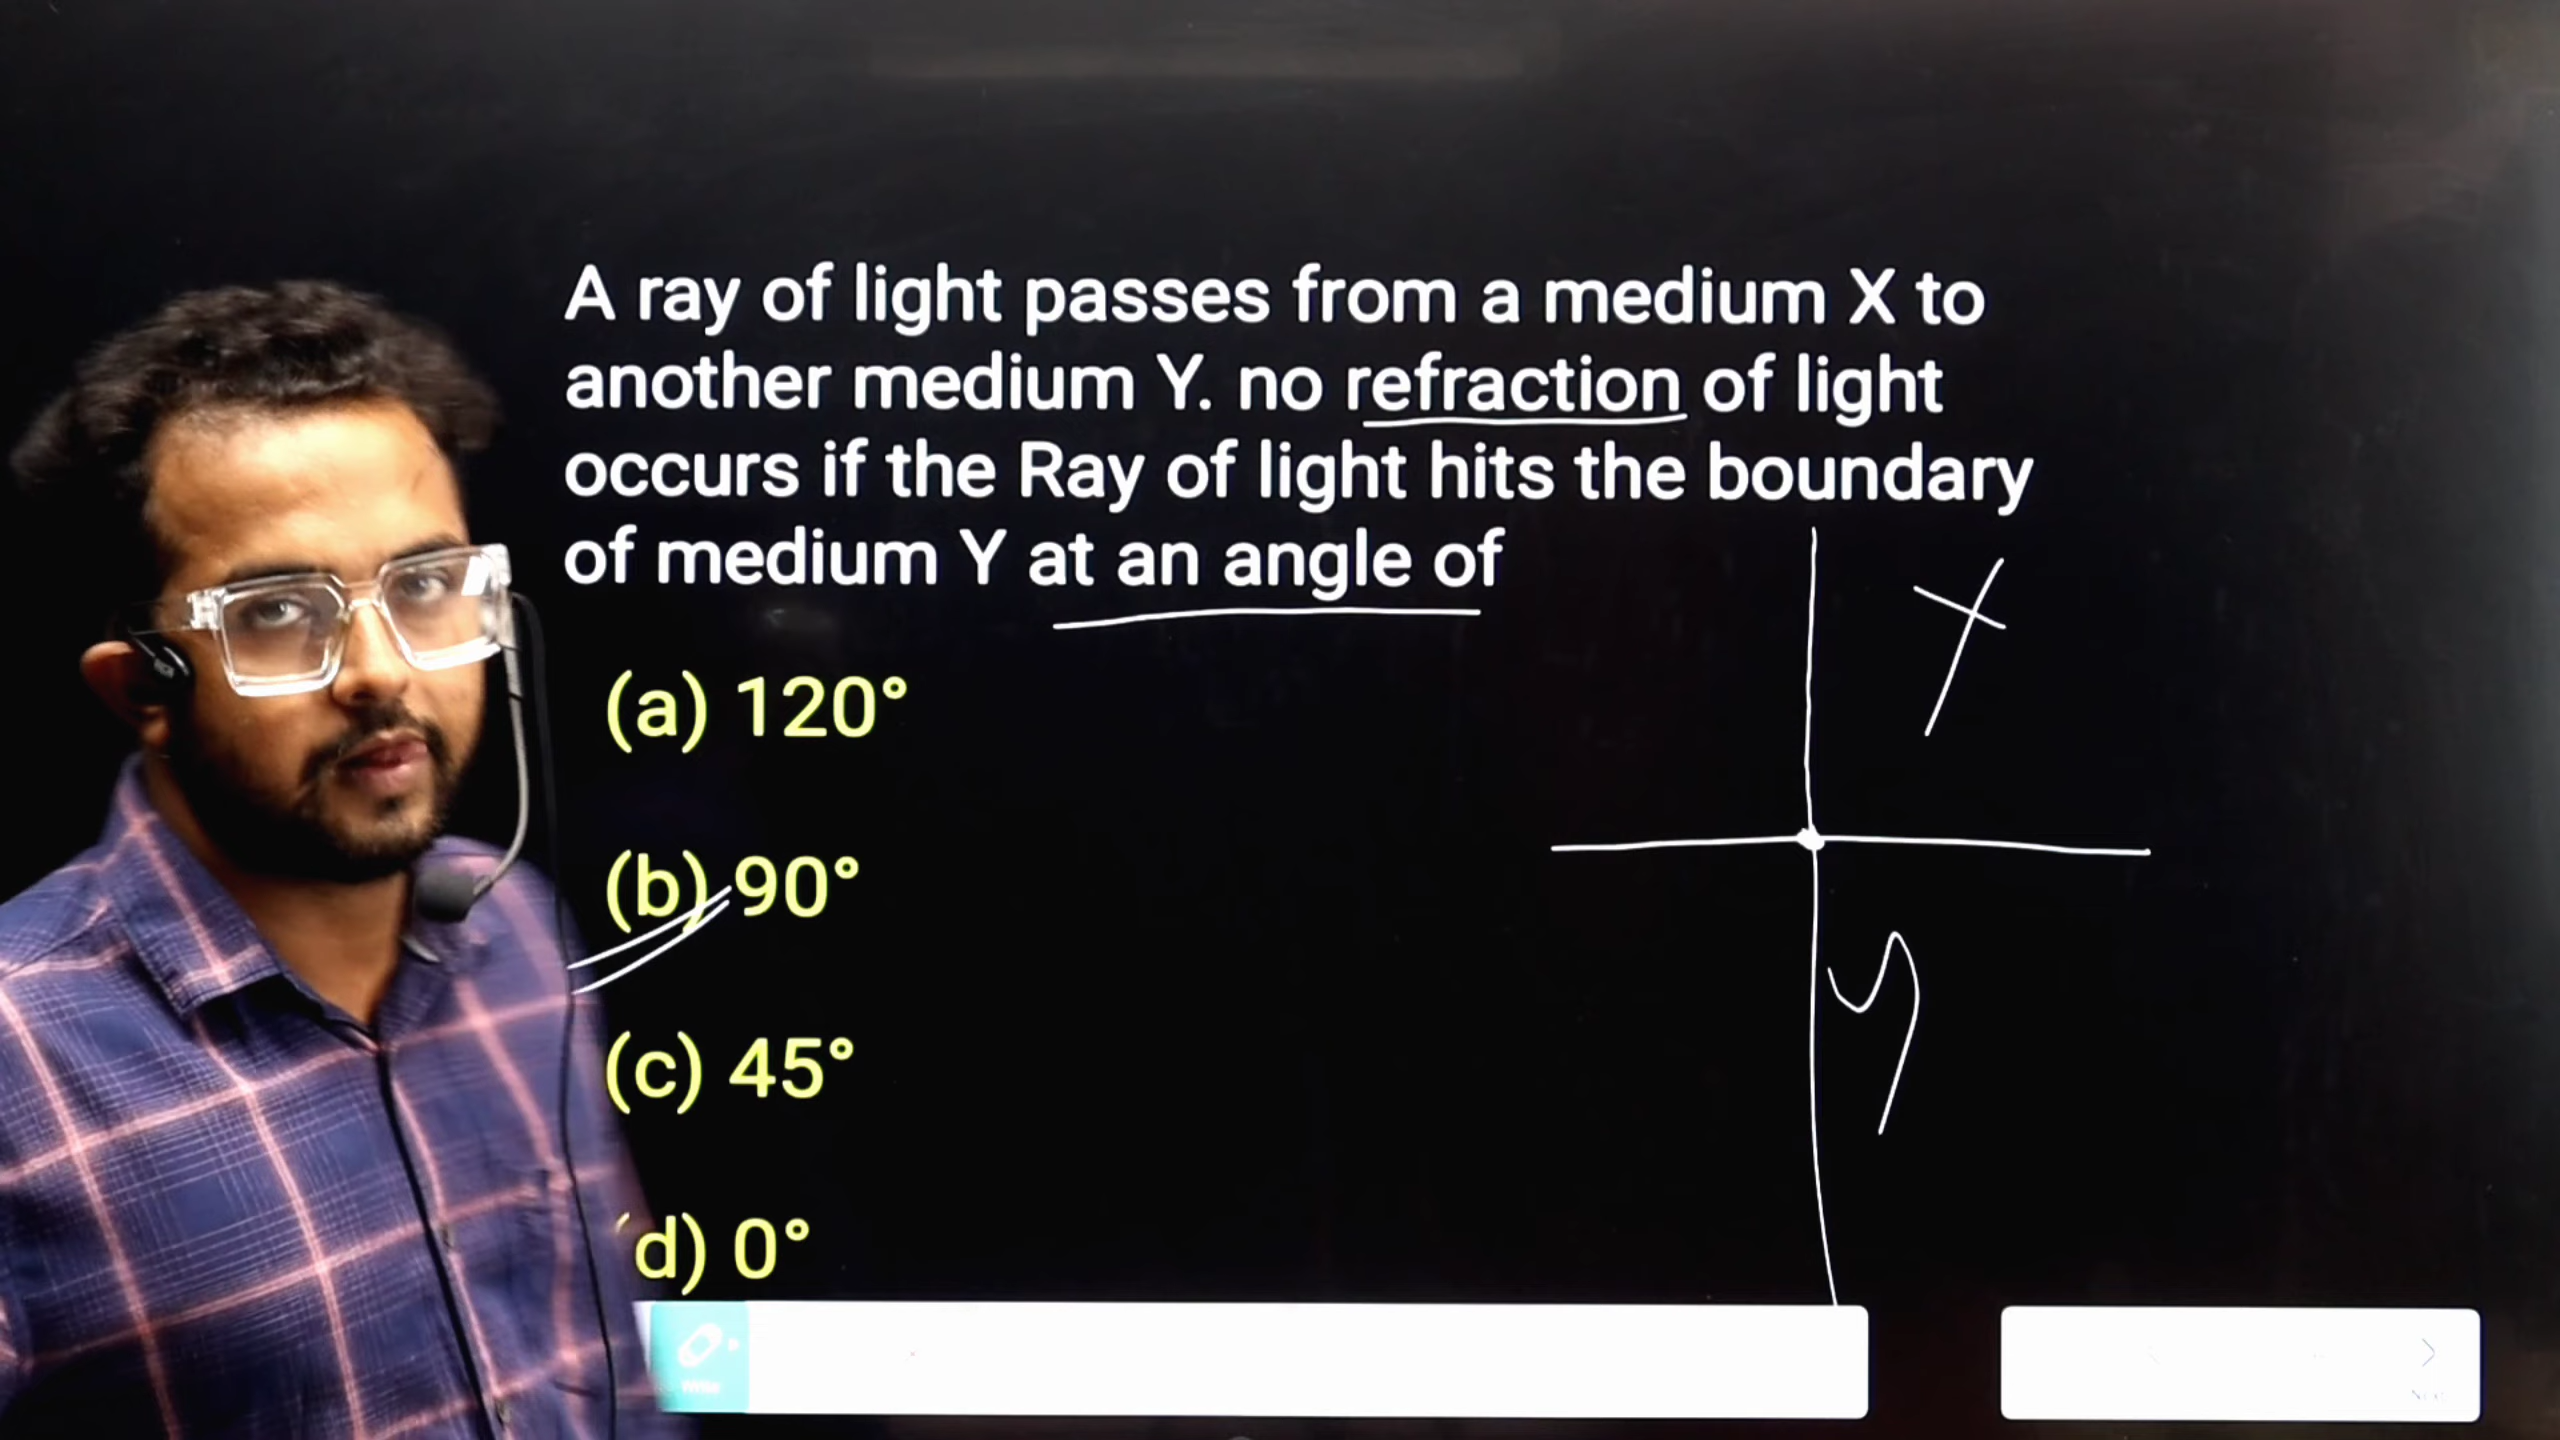 A ray of light passes from a medium X to
another medium Y. no refraction of light
occurs if the Ray of light hits the boundary
of medium Y at an angle of
X
(a) 120°
(b) 90°
y
(c) 45°
d) 0°
Write